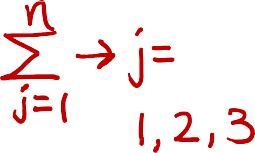 n
∑ → j=
j=1
1, 2, 3